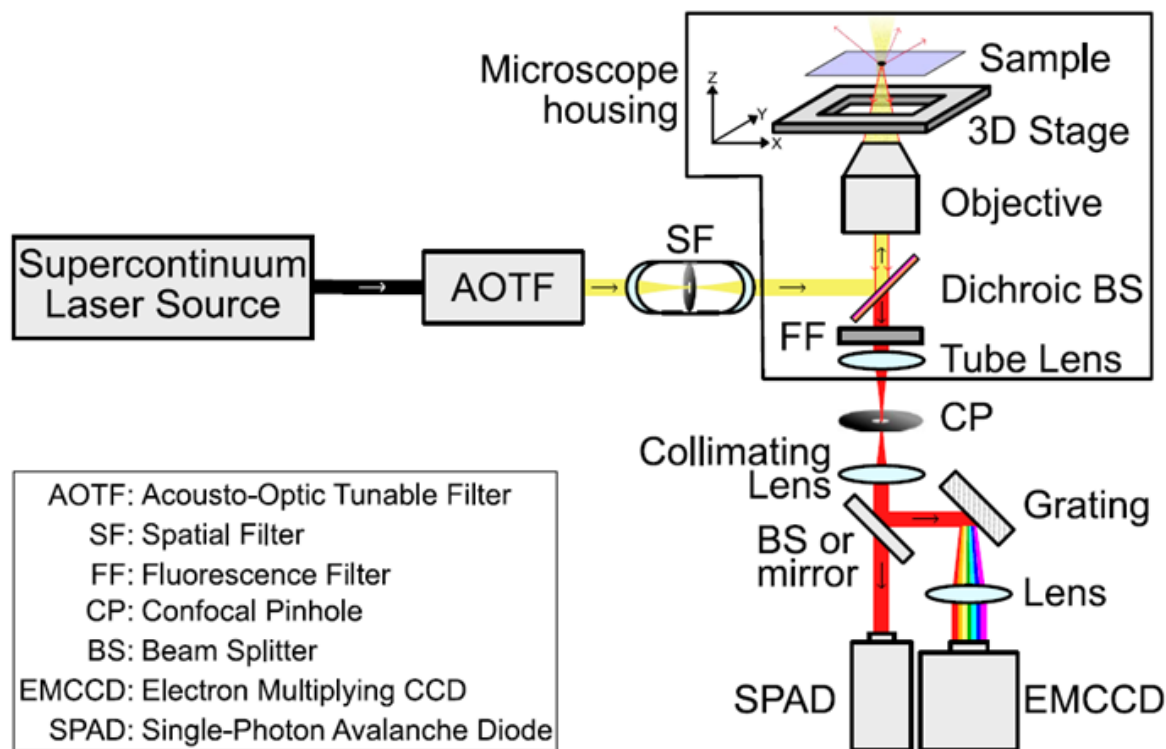 Microscope
housing
Z
Y
X
Sample
3D Stage
Objective
Supercontinuum
Laser Source
AOTF
SF
Dichroic BS
FF
Tube Lens
CP
Collimating
Lens
Grating
BS or
mirror
Lens
SPAD
EMCCD
AOTF: Acousto-Optic Tunable Filter
SF: Spatial Filter
FF: Fluorescence Filter
CP: Confocal Pinhole
BS: Beam Splitter
EMCCD: Electron Multiplying CCD
SPAD: Single-Photon Avalanche Diode